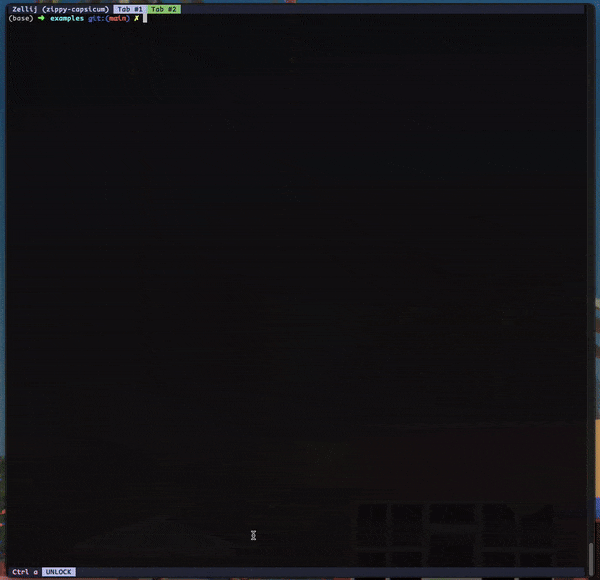 Zellij (zippy-capsicum) Tab #1 Tab #2
(base) ➜ examples git:(main) ✗
Ctrl a UNLOCK